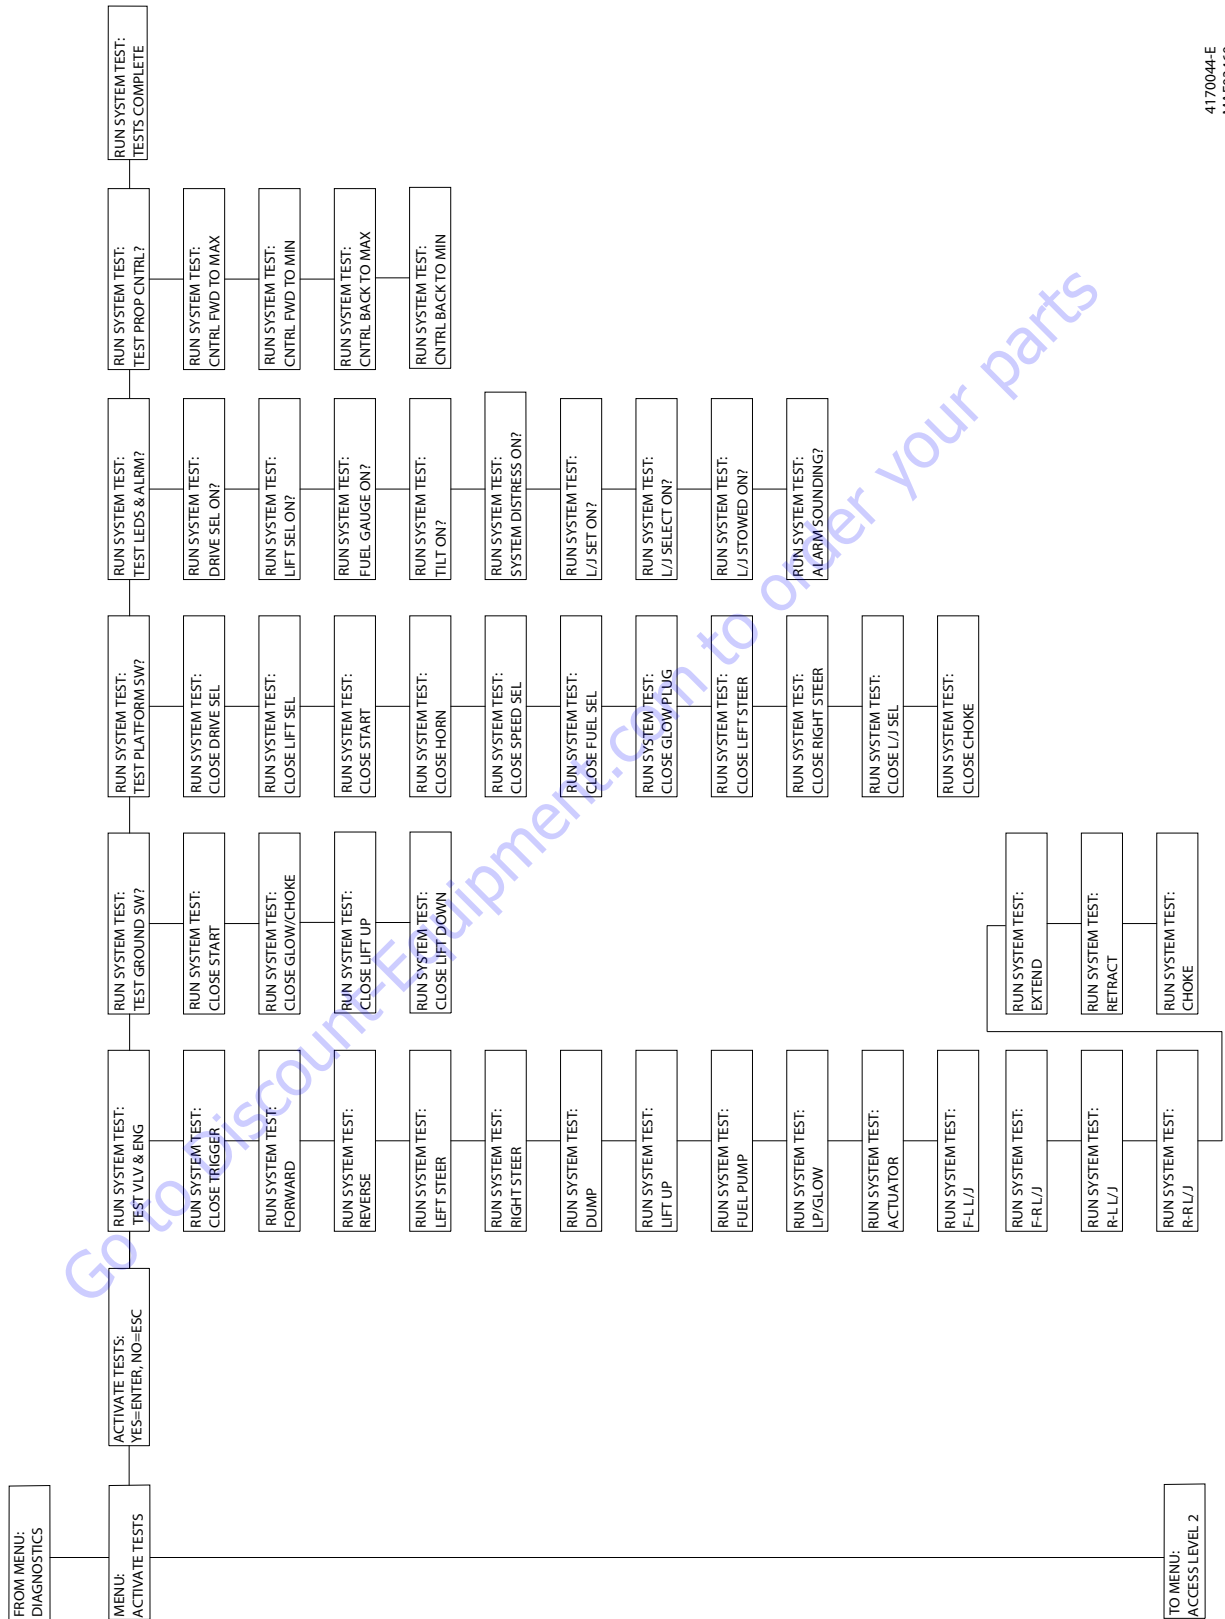 FROM MENU:
DIAGNOSTICS
MENU:
ACTIVATE TESTS
TO MENU:
ACCESS LEVEL 2
ACTIVATE TESTS:
YES=ENTER, NO=ESC
RUN SYSTEM TEST:
TEST VLV & ENG
RUN SYSTEM TEST:
CLOSE TRIGGER
RUN SYSTEM TEST:
FORWARD
RUN SYSTEM TEST:
REVERSE
RUN SYSTEM TEST:
LEFT STEER
RUN SYSTEM TEST:
RIGHT STEER
RUN SYSTEM TEST:
DUMP
RUN SYSTEM TEST:
LIFT UP
RUN SYSTEM TEST:
FUEL PUMP
RUN SYSTEM TEST:
LP/GLOW
RUN SYSTEM TEST:
ACTUATOR
RUN SYSTEM TEST:
F-L L/J
RUN SYSTEM TEST:
F-R L/J
RUN SYSTEM TEST:
R-L L/J
RUN SYSTEM TEST:
R-R L/J
RUN SYSTEM TEST:
EXTEND
RUN SYSTEM TEST:
RETRACT
RUN SYSTEM TEST:
CHOKE
RUN SYSTEM TEST:
TEST GROUND SW?
RUN SYSTEM TEST:
CLOSE START
RUN SYSTEM TEST:
CLOSE GLOW/CHOKE
RUN SYSTEM TEST:
CLOSE LIFT UP
RUN SYSTEM TEST:
CLOSE LIFT DOWN
RUN SYSTEM TEST:
TEST PLATFORM SW?
RUN SYSTEM TEST:
CLOSE DRIVE SEL
RUN SYSTEM TEST:
CLOSE LIFT SEL
RUN SYSTEM TEST:
CLOSE START
RUN SYSTEM TEST:
CLOSE HORN
RUN SYSTEM TEST:
CLOSE SPEED SEL
RUN SYSTEM TEST:
CLOSE FUEL SEL
RUN SYSTEM TEST:
CLOSE GLOW PLUG
RUN SYSTEM TEST:
CLOSE LEFT STEER
RUN SYSTEM TEST:
CLOSE RIGHT STEER
RUN SYSTEM TEST:
CLOSE L/J SEL
RUN SYSTEM TEST:
CLOSE CHOKE
RUN SYSTEM TEST:
TEST LEDS & ALRM?
RUN SYSTEM TEST:
DRIVE SEL ON?
RUN SYSTEM TEST:
LIFT SEL ON?
RUN SYSTEM TEST:
FUEL GAUGE ON?
RUN SYSTEM TEST:
TILT ON?
RUN SYSTEM TEST:
SYSTEM DISTRESS ON?
RUN SYSTEM TEST:
L/J SET ON?
RUN SYSTEM TEST:
L/J SELECT ON?
RUN SYSTEM TEST:
L/J STOWED ON?
RUN SYSTEM TEST:
ALARM SOUNDING?
RUN SYSTEM TEST:
TEST PROP CNTRL?
RUN SYSTEM TEST:
CNTRL FWD TO MAX
RUN SYSTEM TEST:
CNTRL FWD TO MIN
RUN SYSTEM TEST:
CNTRL BACK TO MAX
RUN SYSTEM TEST:
CNTRL BACK TO MIN
RUN SYSTEM TEST:
TESTS COMPLETE
4170044-E
Go to Discount-Equipment.com to order your parts